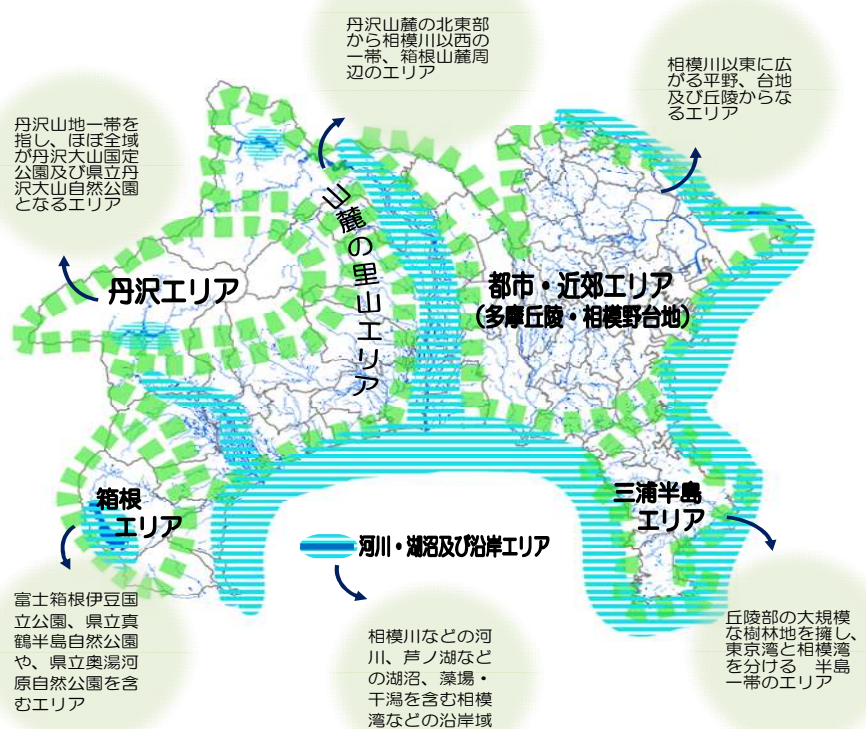 丹沢山麓の北東部
から相模川以西の
一帯、箱根山麓周
辺のエリア
相模川以東に広
がる平野、台地
及び丘陵からな
るエリア
丹沢山地一帯を
指し、ほぼ全域
が丹沢大山国定
公園及び県立丹
沢大山自然公園
となるエリア
山麓の里山エリア
丹沢エリア
都市・近郊エリア
(多摩丘陵・相模野台地)
箱根
エリア
三浦半島
エリア
河川・湖沼及び沿岸エリア
富士箱根伊豆国
立公園、県立真
鶴半島自然公園
や、県立奥湯河
原自然公園を含
むエリア
相模川などの河
川、芦ノ湖など
の湖沼、藻場・
干潟を含む相模
湾などの沿岸域
丘陵部の大規模
な樹林地を擁し、
東京湾と相模湾
を分ける　半島
一帯のエリア